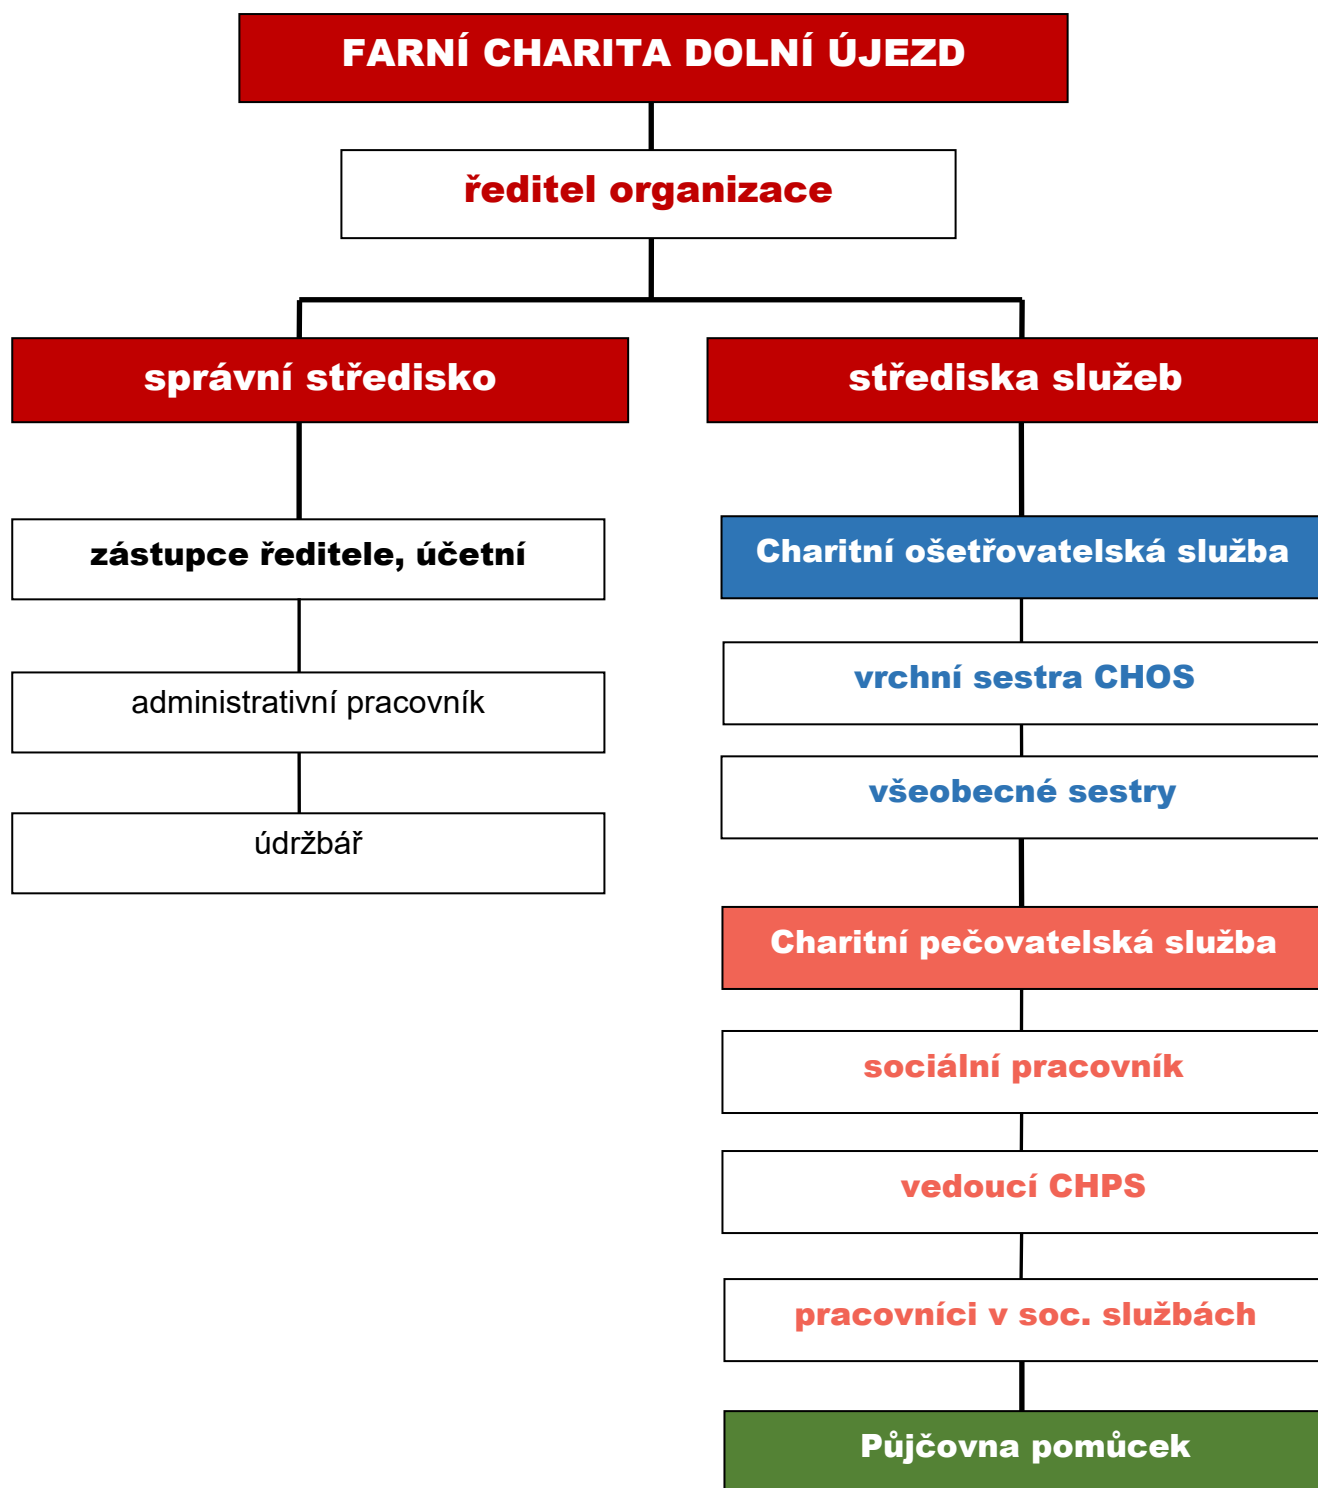 FARNÍ CHARITA DOLNÍ ÚJEZD
ředitel organizace
správní středisko
střediska služeb
zástupce ředitele, účetní
administrativní pracovník
údržbář
Charitní ošetřovatelská služba
vrchní sestra CHOS
všeobecné sestry
Charitní pečovatelská služba
sociální pracovník
vedoucí CHPS
pracovníci v soc. službách
Půjčovna pomůcek